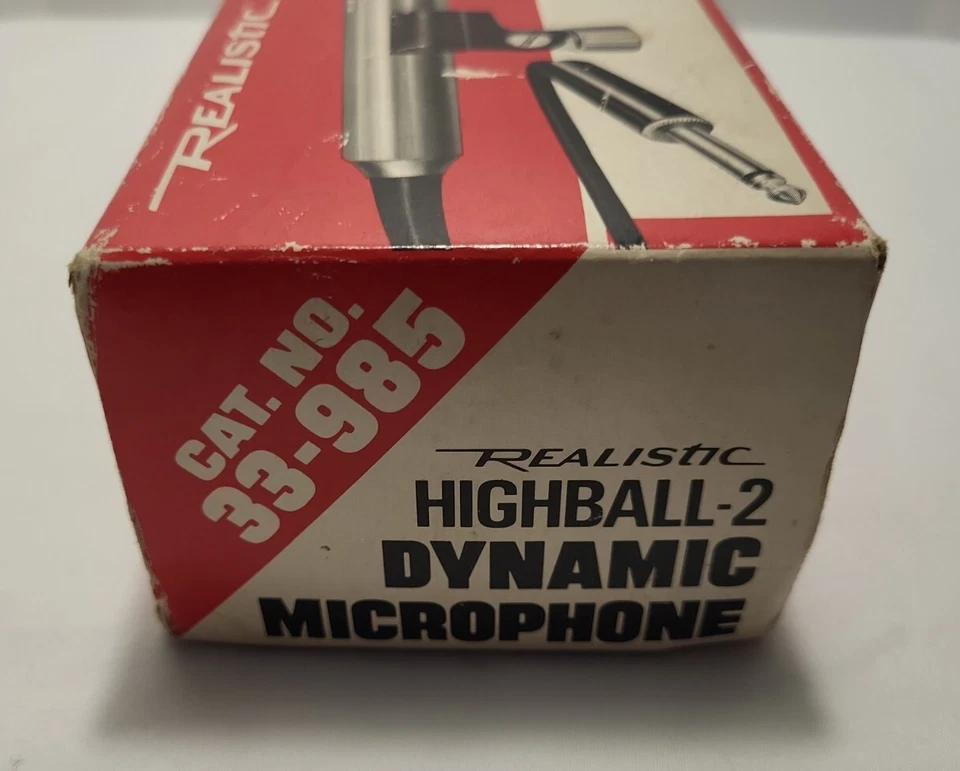 REALISTIC
CAT. NO.
33-985
REALISTIC
HIGHBALL-2
DYNAMIC
MICROPHONE